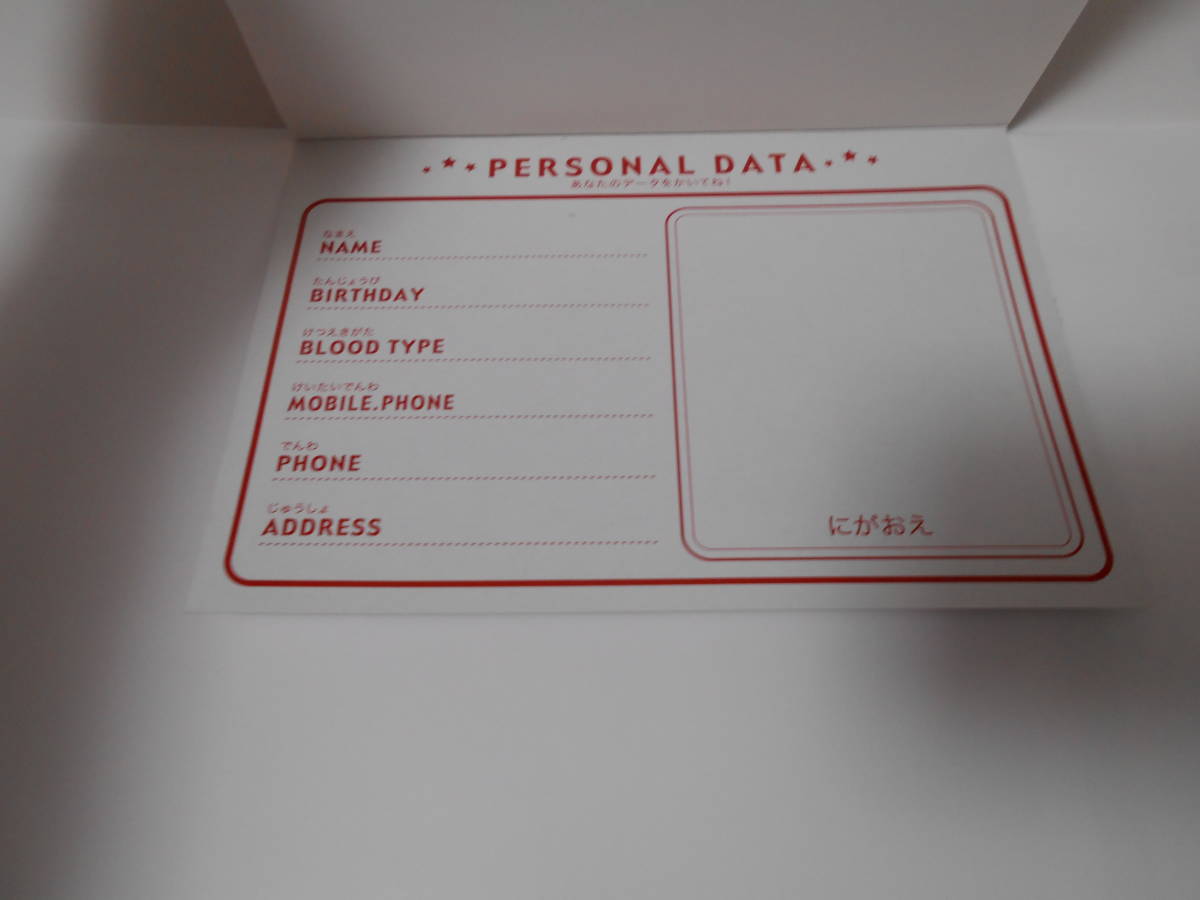 PERSONAL DATA
あなたのデータをかいてね!
なまえ
NAME
たんじょうび
BIRTHDAY
けつえきがた
BLOOD TYPE
けいたいでんわ
MOBILE.PHONE
でんわ
PHONE
じゅうしょ
ADDRESS
にがおえ